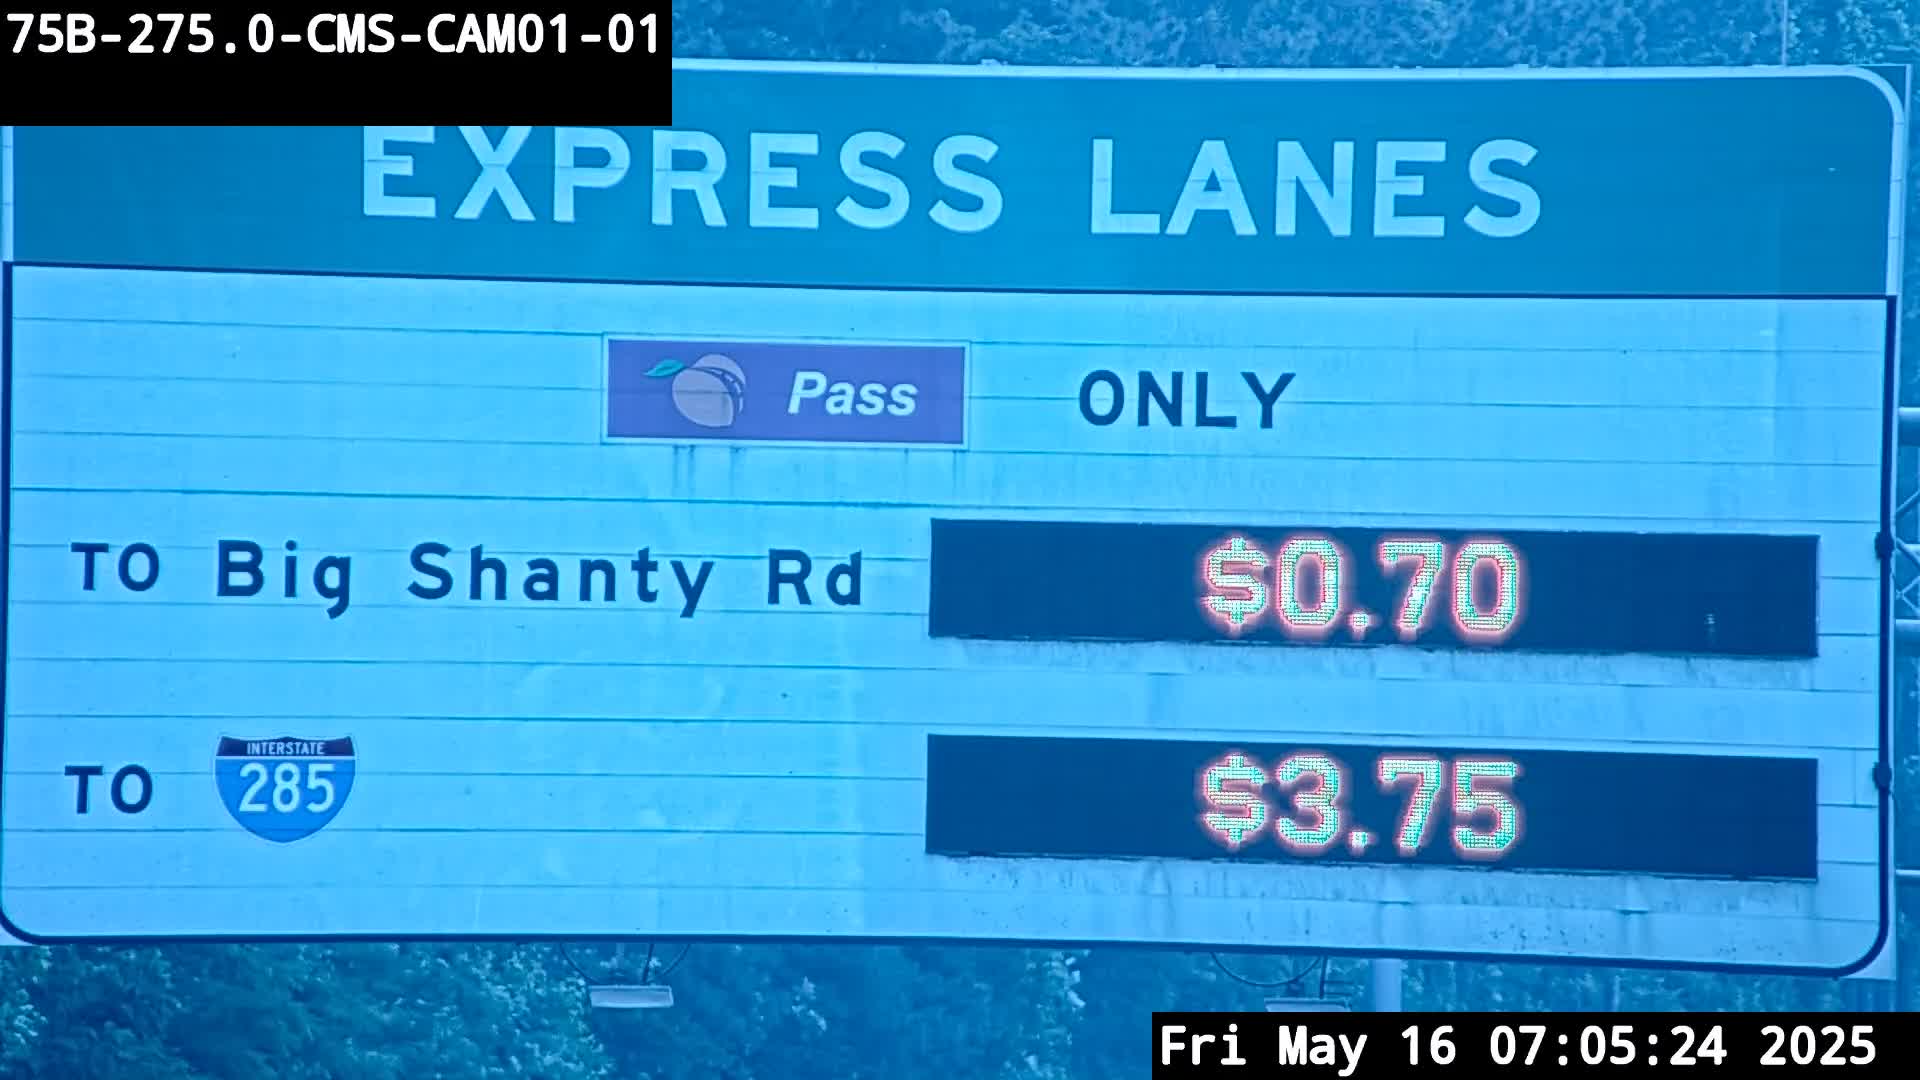 75B-275.0-CMS-CAM01-01
EXPRESS LANES
Pass ONLY
TO Big Shanty Rd $0.70
INTERSTATE
TO 285 $3.75
Fri May 16 07:05:24 2025